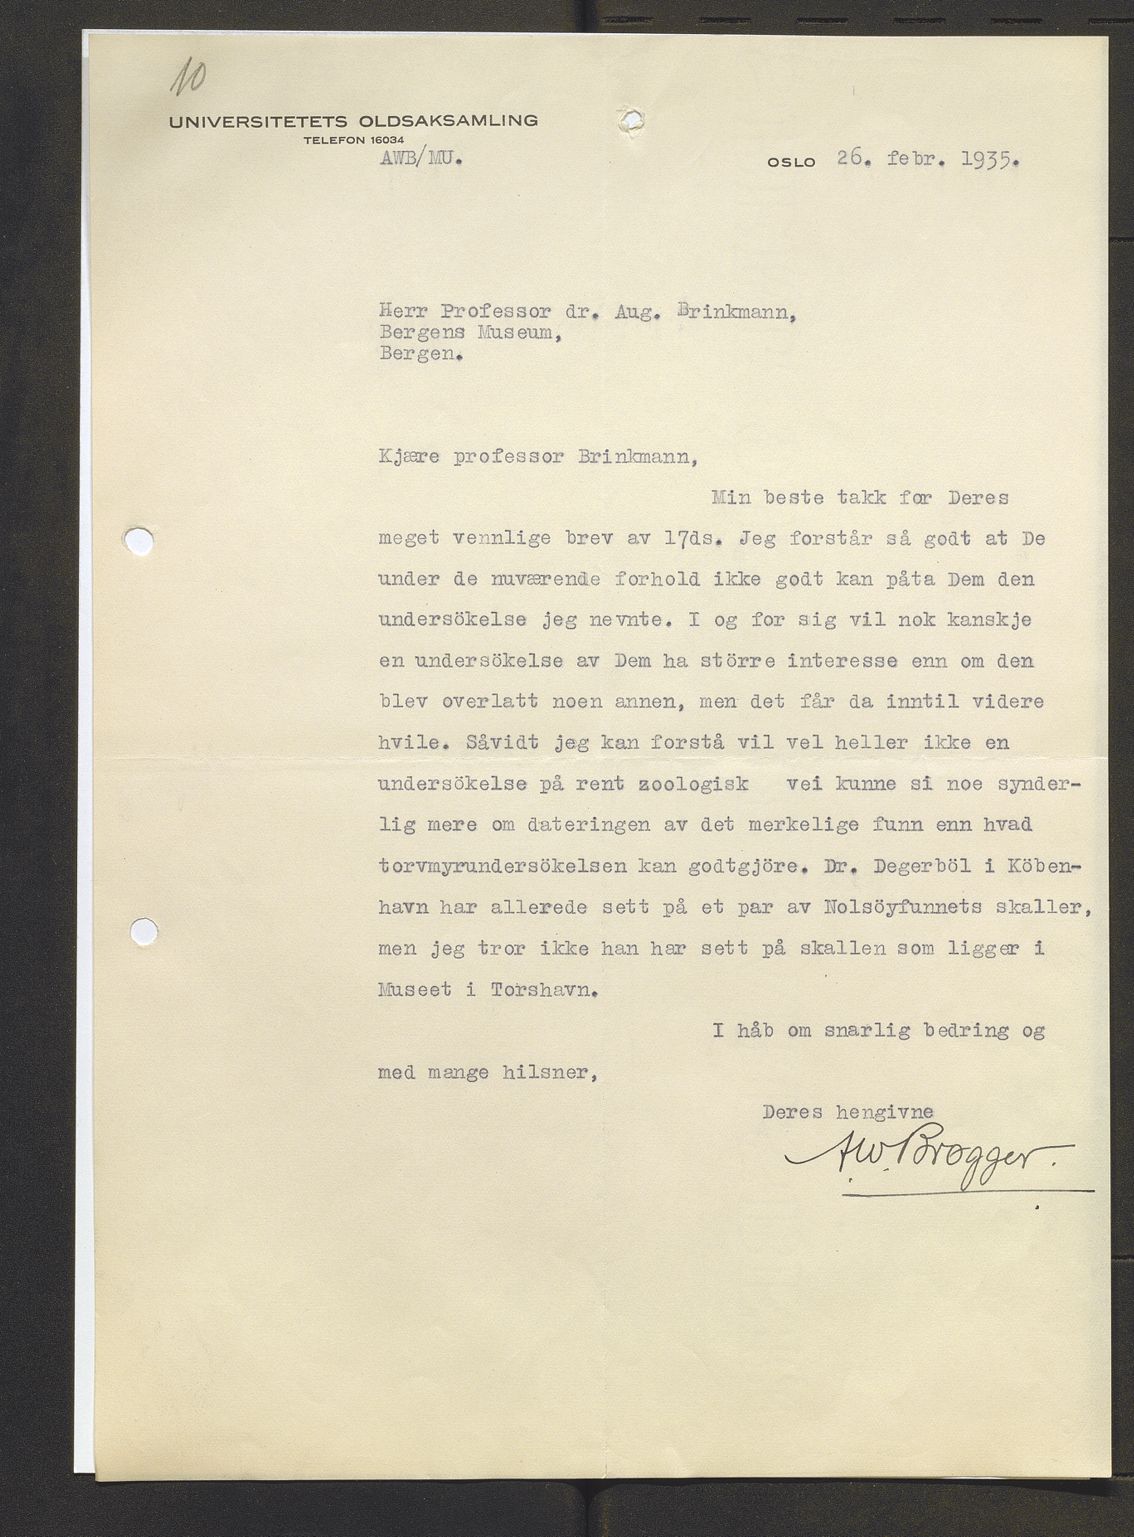 10
UNIVERSITETETS OLDSAKSAMLING
TELEFON 16034
AWB/MU.
OSLO 26. febr. 1935.
Herr Professor dr. Aug. Brinkmann,
Bergens Museum,
Bergen.
Kjære professor Brinkmann,
Min beste takk for Deres
meget vennlige brev av 17ds. Jeg forstår så godt at De
under de nuværende forhold ikke godt kan påta Dem den
undersökelse jeg nevnte. I og for sig vil nok kanskje
en undersökelse av Dem ha större interesse enn om den
blev overlatt noen annen, men det får da inntil videre
hvile. Såvidt jeg kan forstå vil vel heller ikke en
undersökelse på rent zoologisk vei kunne si noe synder-
lig mere om dateringen av det merkelige funn enn hvad
torvmyrundersökelsen kan godtgjöre. Dr. Degerböl i Köben-
havn har allerede sett på et par av Nolsöyfunnets skaller,
men jeg tror ikke han har sett på skallen som ligger i
Museet i Torshavn.
I håb om snarlig bedring og
med mange hilsner,
Deres hengivne
AW. Brøgger.